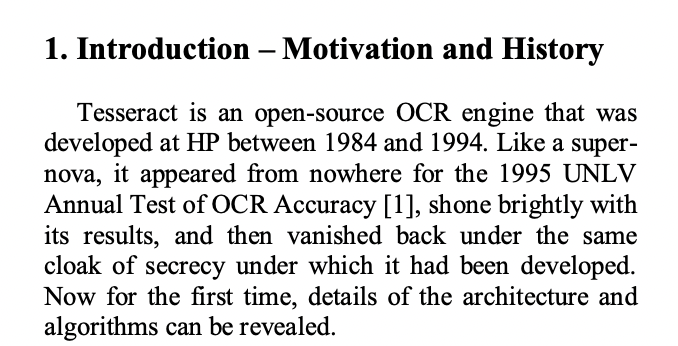 1. Introduction – Motivation and History
Tesseract is an open-source OCR engine that was
developed at HP between 1984 and 1994. Like a super-
nova, it appeared from nowhere for the 1995 UNLV
Annual Test of OCR Accuracy [1], shone brightly with
its results, and then vanished back under the same
cloak of secrecy under which it had been developed.
Now for the first time, details of the architecture and
algorithms can be revealed.